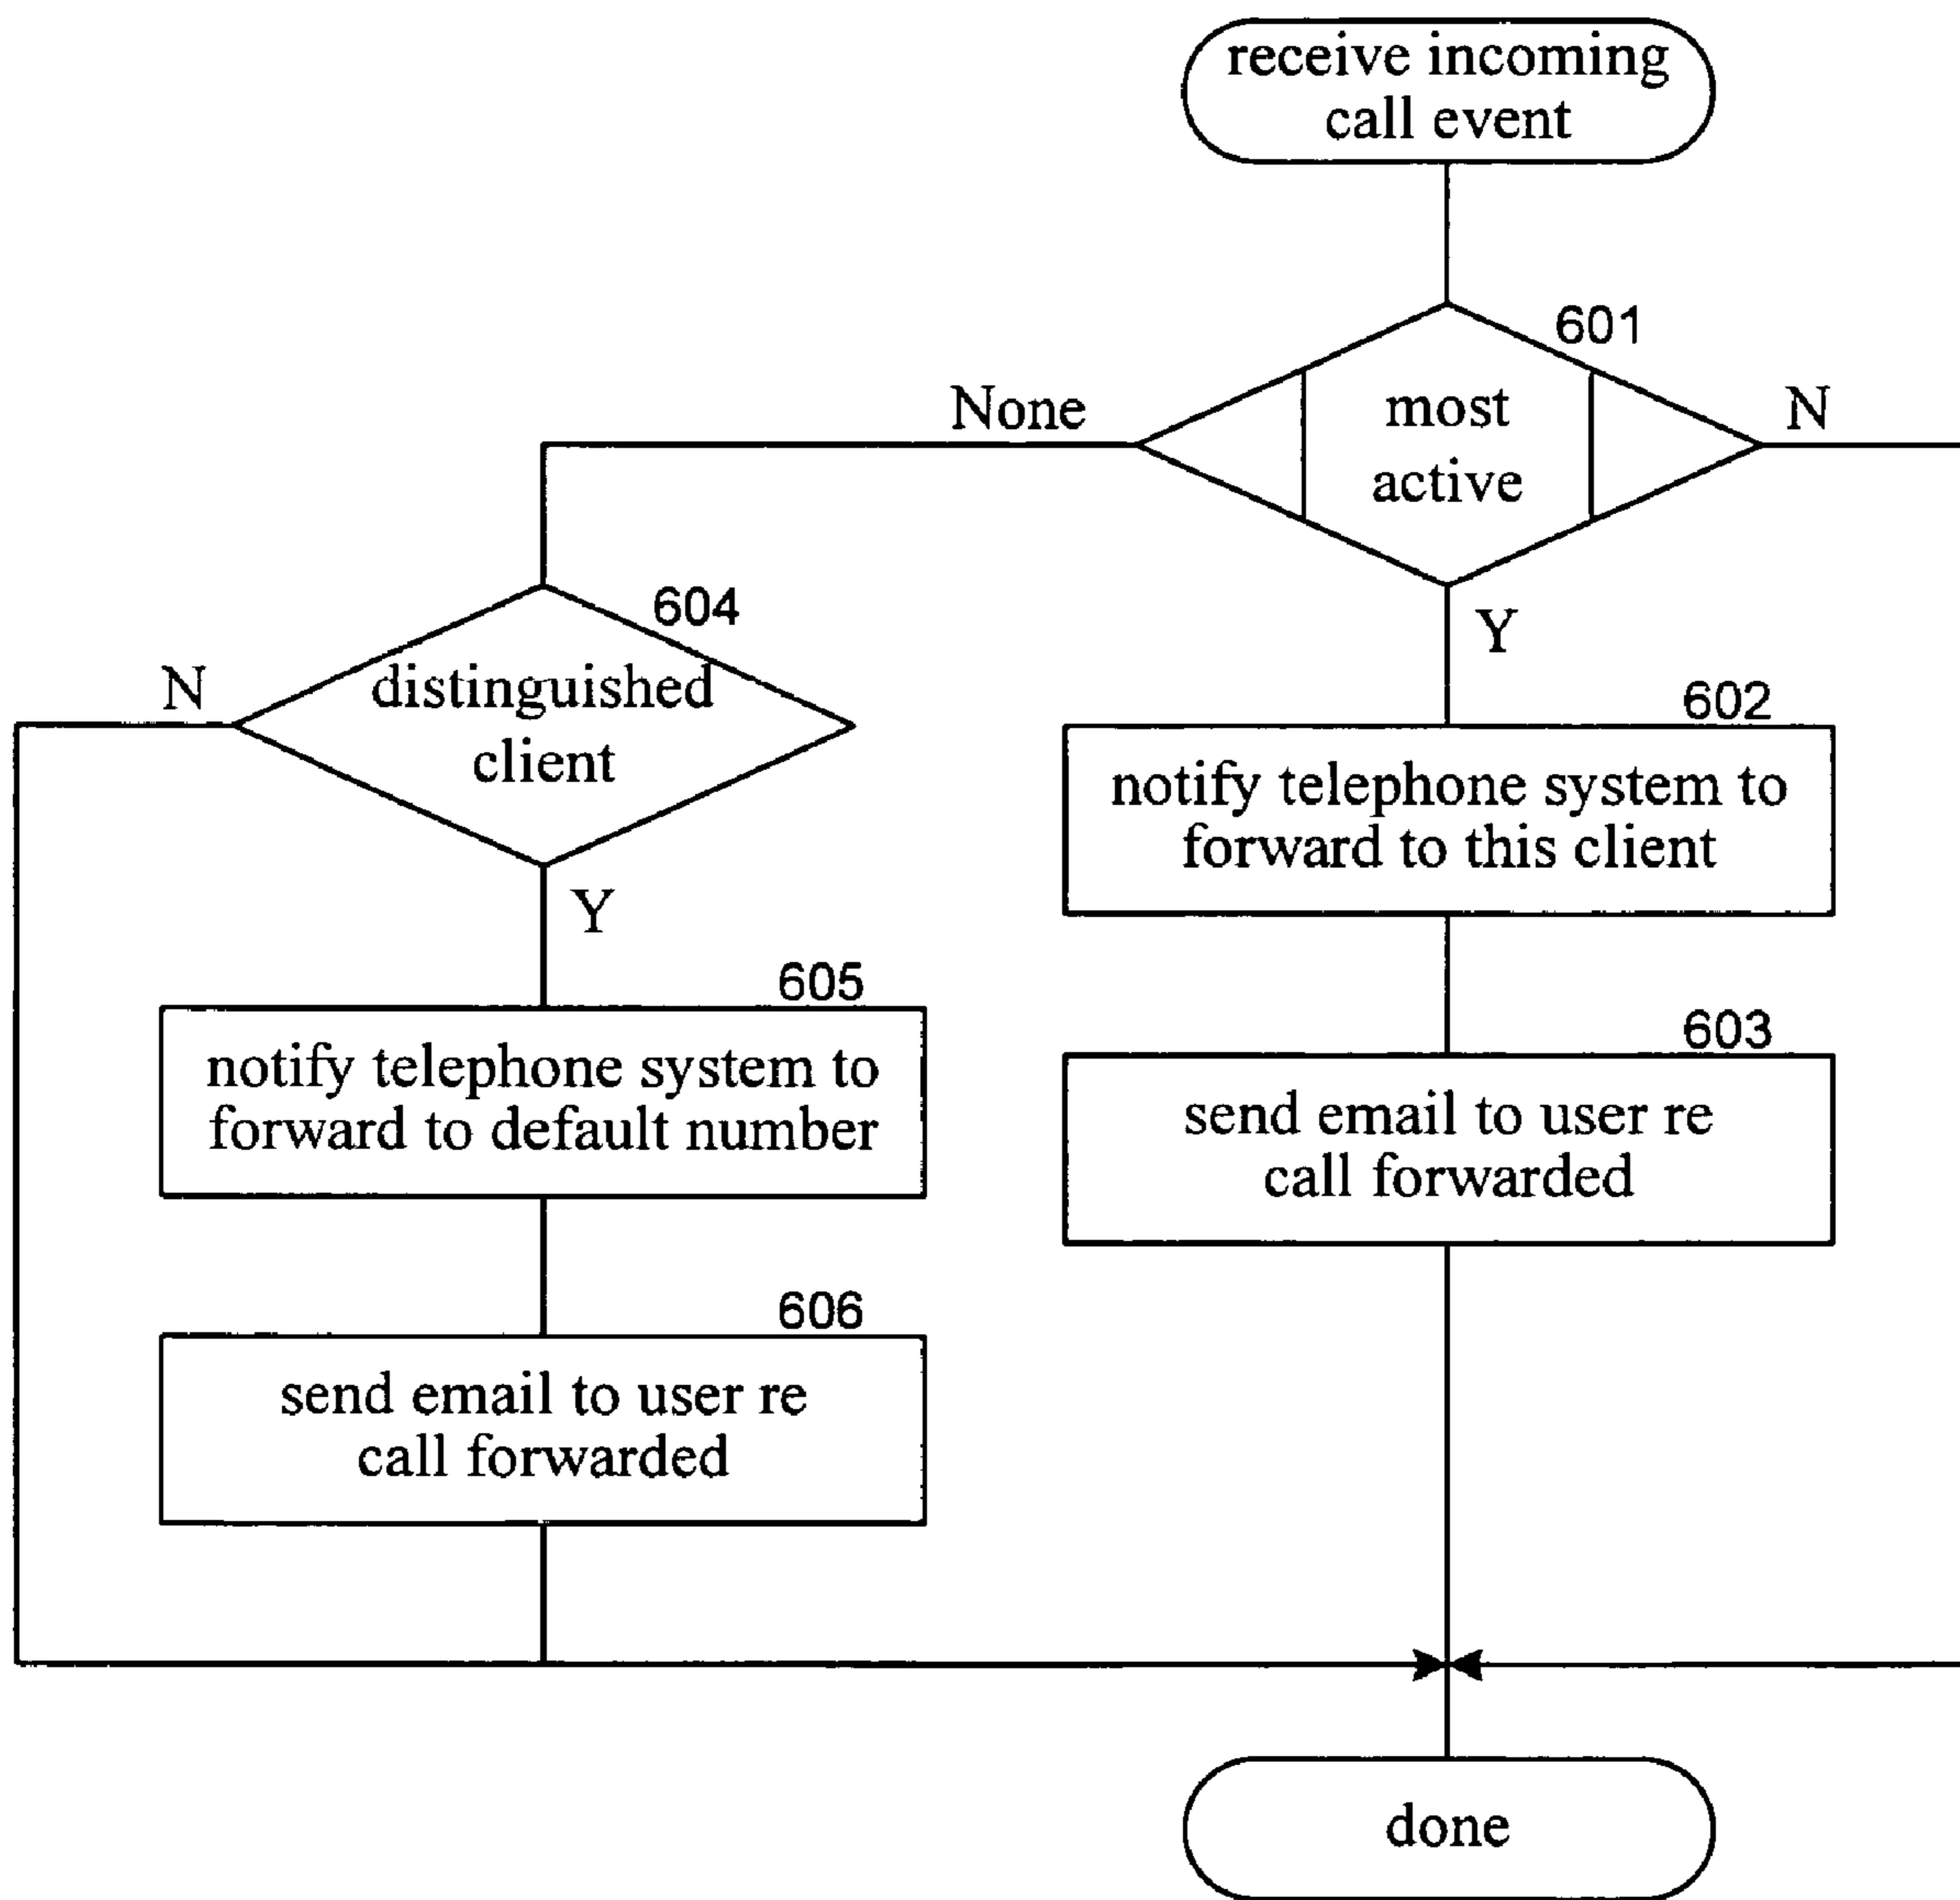 receive incoming
call event
601
None
most
active
N
Y
604
distinguished
client
N
Y
602
notify telephone system to
forward to this client
605
notify telephone system to
forward to default number
603
send email to user re
call forwarded
606
send email to user re
call forwarded
done